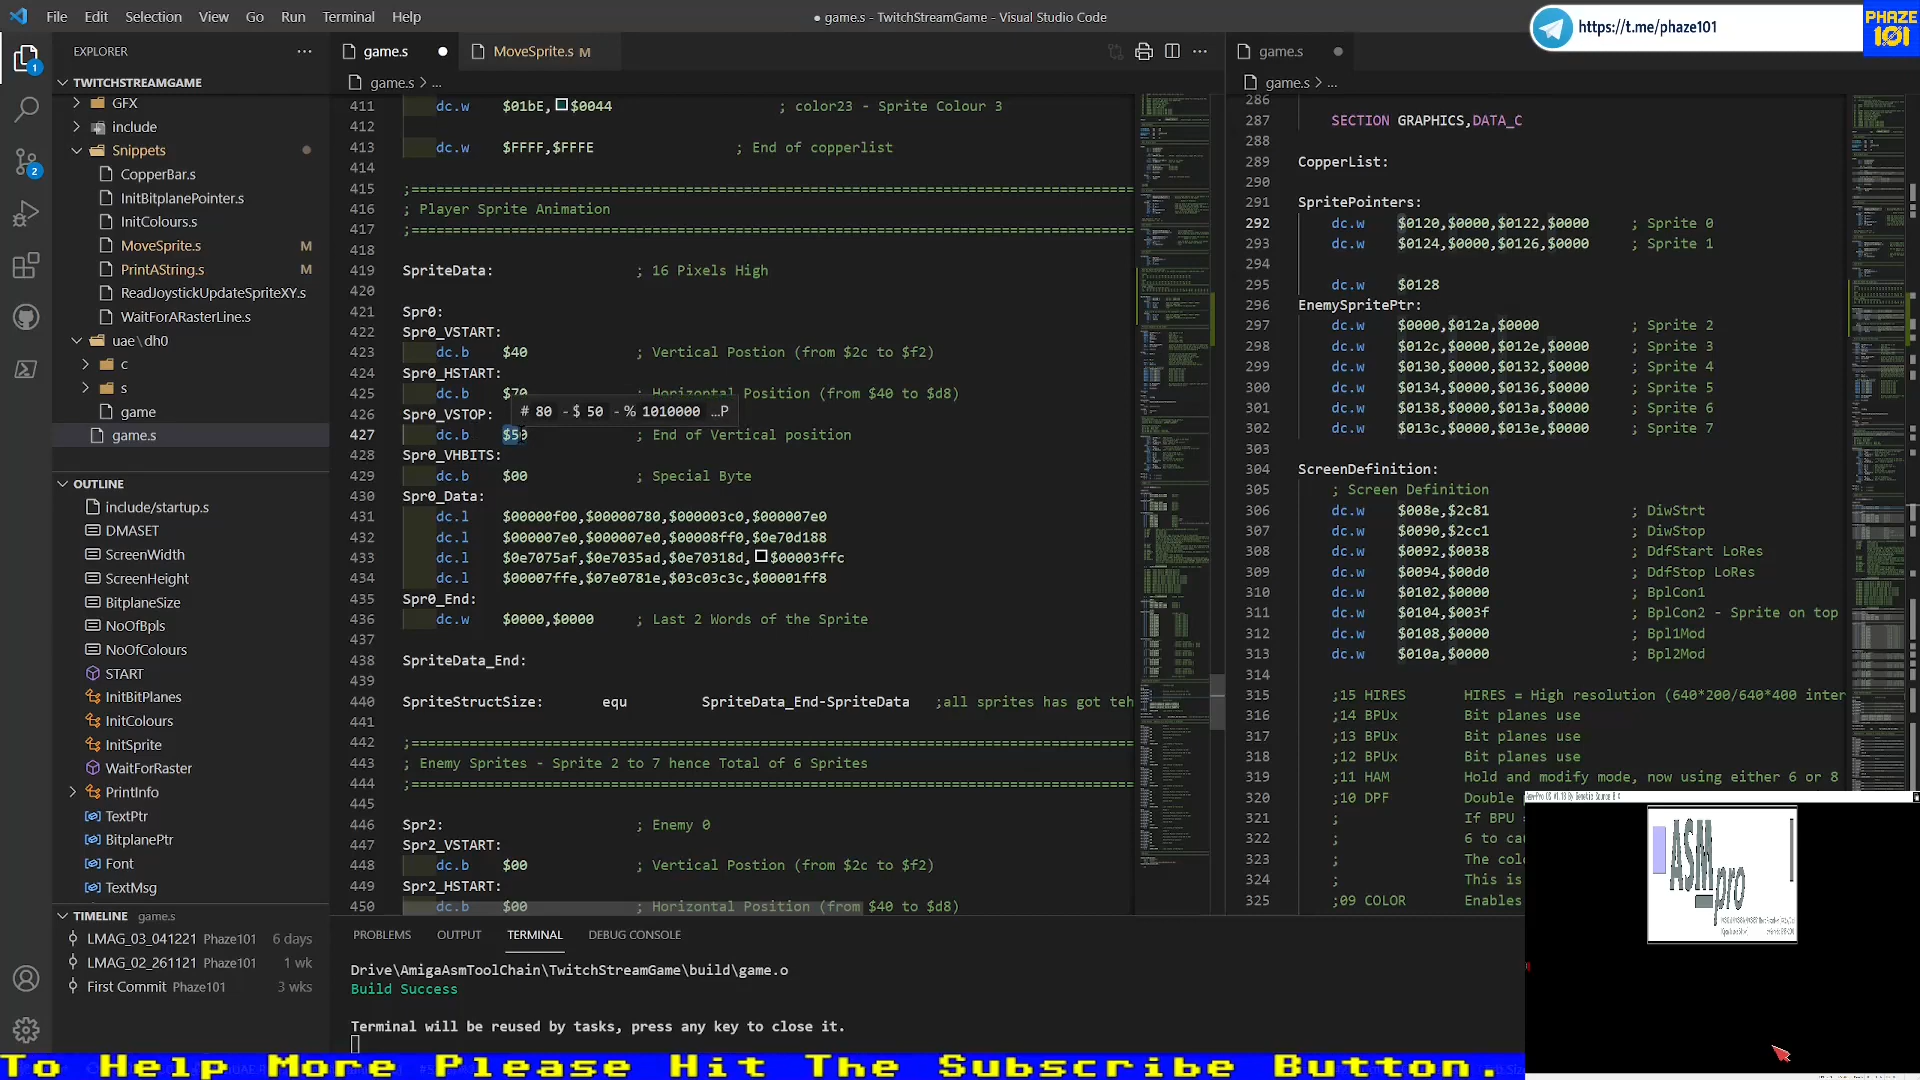 File Edit Selection View Go Run Terminal Help
● game.s - TwitchStreamGame - Visual Studio Code
https://t.me/phaze101
PHAZE
101
EXPLORER
TWITCHSTREAMGAME
GFX
include
Snippets
CopperBar.s
InitBitplanePointer.s
InitColours.s
MoveSprite.s M
PrintAString.s M
ReadJoystickUpdateSpriteXY.s
WaitForARasterLine.s
uae\dh0
c
s
game
game.s
OUTLINE
include/startup.s
DMASET
ScreenWidth
ScreenHeight
BitplaneSize
NoOfBpls
NoOfColours
START
InitBitPlanes
InitColours
InitSprite
WaitForRaster
PrintInfo
TextPtr
BitplanePtr
Font
TextMsg
TIMELINE game.s
LMAG_03_041221 Phaze101 6 days
LMAG_02_261121 Phaze101 1 wk
First Commit Phaze101 3 wks
game.s ●
MoveSprite.s M
game.s > ...
411 dc.w $01bE, $0044 ; color23 - Sprite Colour 3
412
413 dc.w $FFFF,$FFFE ; End of copperlist
414
415 ;========================================================================================
416 ; Player Sprite Animation
417 ;========================================================================================
418
419 SpriteData: ; 16 Pixels High
420
421 Spr0:
422 Spr0_VSTART:
423 dc.b $40 ; Vertical Postion (from $2c to $f2)
424 Spr0_HSTART:
425 dc.b $70 ; Horizontal Position (from $40 to $d8)
426 Spr0_VSTOP:
# 80 - $ 50 - % 1010000 ...P
427 dc.b $50 ; End of Vertical position
428 Spr0_VHBITS:
429 dc.b $00 ; Special Byte
430 Spr0_Data:
431 dc.l $00000f00,$00000780,$000003c0,$000007e0
432 dc.l $000007e0,$000007e0,$00008ff0,$0e70d188
433 dc.l $0e7075af,$0e7035ad,$0e70318d, $00003ffc
434 dc.l $00007ffe,$07e0781e,$03c03c3c,$00001ff8
435 Spr0_End:
436 dc.w $0000,$0000 ; Last 2 Words of the Sprite
437
438 SpriteData_End:
439
440 SpriteStructSize: equ SpriteData_End-SpriteData ;all sprites has got teh
441
442 ;========================================================================================
443 ; Enemy Sprites - Sprite 2 to 7 hence Total of 6 Sprites
444 ;========================================================================================
445
446 Spr2: ; Enemy 0
447 Spr2_VSTART:
448 dc.b $00 ; Vertical Postion (from $2c to $f2)
449 Spr2_HSTART:
450 dc.b $00 ; Horizontal Position (from $40 to $d8)
game.s ●
game.s > ...
286
287 SECTION GRAPHICS,DATA_C
288
289 CopperList:
290
291 SpritePointers:
292 dc.w $0120,$0000,$0122,$0000 ; Sprite 0
293 dc.w $0124,$0000,$0126,$0000 ; Sprite 1
294
295 dc.w $0128
296 EnemySpritePtr:
297 dc.w $0000,$012a,$0000 ; Sprite 2
298 dc.w $012c,$0000,$012e,$0000 ; Sprite 3
299 dc.w $0130,$0000,$0132,$0000 ; Sprite 4
300 dc.w $0134,$0000,$0136,$0000 ; Sprite 5
301 dc.w $0138,$0000,$013a,$0000 ; Sprite 6
302 dc.w $013c,$0000,$013e,$0000 ; Sprite 7
303
304 ScreenDefinition:
305 ; Screen Definition
306 dc.w $008e,$2c81 ; DiwStrt
307 dc.w $0090,$2cc1 ; DiwStop
308 dc.w $0092,$0038 ; DdfStart LoRes
309 dc.w $0094,$00d0 ; DdfStop LoRes
310 dc.w $0102,$0000 ; BplCon1
311 dc.w $0104,$003f ; BplCon2 - Sprite on top
312 dc.w $0108,$0000 ; Bpl1Mod
313 dc.w $010a,$0000 ; Bpl2Mod
314
315 ;15 HIRES HIRES = High resolution (640*200/640*400 inter
316 ;14 BPUx Bit planes use
317 ;13 BPUx Bit planes use
318 ;12 BPUx Bit planes use
319 ;11 HAM Hold and modify mode, now using either 6 or 8
320 ;10 DPF Double
321 ; If BPU =
322 ; 6 to cau
323 ; The colo
324 ; This is
325 ;09 COLOR Enables
ASM
pro
PROBLEMS OUTPUT TERMINAL DEBUG CONSOLE
Drive\AmigaAsmToolChain\TwitchStreamGame\build\game.o
Build Success
Terminal will be reused by tasks, press any key to close it.
To Help More Please Hit The Subscribe Button.